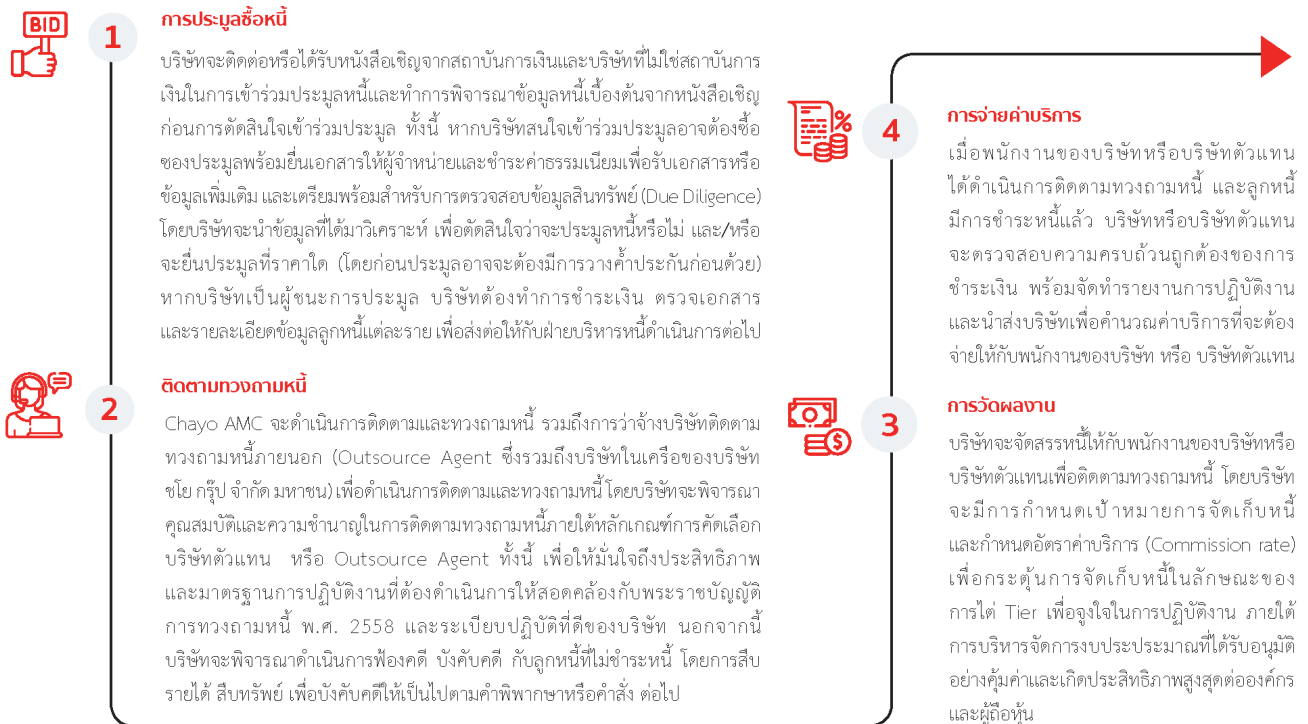 BID
1
การประมูลซื้อหนี้
บริษัทจะติดต่อหรือได้รับหนังสือเชิญจากสถาบันการเงินและบริษัทที่ไม่ใช่สถาบันการ
เงินในการเข้าร่วมประมูลหนี้และทำการพิจารณาข้อมูลหนี้เบื้องต้นจากหนังสือเชิญ
ก่อนการตัดสินใจเข้าร่วมประมูล ทั้งนี้ หากบริษัทสนใจเข้าร่วมประมูลอาจต้องซื้อ
ซองประมูลพร้อมยื่นเอกสารให้ผู้จำหน่ายและชำระค่าธรรมเนียมเพื่อรับเอกสารหรือ
ข้อมูลเพิ่มเติม และเตรียมพร้อมสำหรับการตรวจสอบข้อมูลสินทรัพย์ (Due Diligence)
โดยบริษัทจะนำข้อมูลที่ได้มาวิเคราะห์ เพื่อตัดสินใจว่าจะประมูลหนี้หรือไม่ และ/หรือ
จะยื่นประมูลที่ราคาใด (โดยก่อนประมูลอาจจะต้องมีการวางค้ำประกันก่อนด้วย)
หากบริษัทเป็นผู้ชนะการประมูล บริษัทต้องทำการชำระเงิน ตรวจเอกสาร
และรายละเอียดข้อมูลลูกหนี้แต่ละราย เพื่อส่งต่อให้กับฝ่ายบริหารหนี้ดำเนินการต่อไป
2
ติดตามทวงถามหนี้
Chayo AMC จะดำเนินการติดตามและทวงถามหนี้ รวมถึงการว่าจ้างบริษัทติดตาม
ทวงถามหนี้ภายนอก (Outsource Agent ซึ่งรวมถึงบริษัทในเครือของบริษัท
ชโย กรุ๊ป จำกัด มหาชน) เพื่อดำเนินการติดตามและทวงถามหนี้ โดยบริษัทจะพิจารณา
คุณสมบัติและความชำนาญในการติดตามทวงถามหนี้ภายใต้หลักเกณฑ์การคัดเลือก
บริษัทตัวแทน หรือ Outsource Agent ทั้งนี้ เพื่อให้มั่นใจถึงประสิทธิภาพ
และมาตรฐานการปฏิบัติงานที่ต้องดำเนินการให้สอดคล้องกับพระราชบัญญัติ
การทวงถามหนี้ พ.ศ. 2558 และระเบียบปฏิบัติที่ดีของบริษัท นอกจากนี้
บริษัทจะพิจารณาดำเนินการฟ้องคดี บังคับคดี กับลูกหนี้ที่ไม่ชำระหนี้ โดยการสืบ
รายได้ สืบทรัพย์ เพื่อบังคับคดีให้เป็นไปตามคำพิพากษาหรือคำสั่ง ต่อไป
3
การวัดผลงาน
บริษัทจะจัดสรรหนี้ให้กับพนักงานของบริษัทหรือ
บริษัทตัวแทนเพื่อติดตามทวงถามหนี้ โดยบริษัท
จะมีการกำหนดเป้าหมายการจัดเก็บหนี้
และกำหนดอัตราค่าบริการ (Commission rate)
เพื่อกระตุ้นการจัดเก็บหนี้ในลักษณะของ
การไต่ Tier เพื่อจูงใจในการปฏิบัติงาน ภายใต้
การบริหารจัดการงบประประมาณที่ได้รับอนุมัติ
อย่างคุ้มค่าและเกิดประสิทธิภาพสูงสุดต่อองค์กร
และผู้ถือหุ้น
4
การจ่ายค่าบริการ
เมื่อพนักงานของบริษัทหรือบริษัทตัวแทน
ได้ดำเนินการติดตามทวงถามหนี้ และลูกหนี้
มีการชำระหนี้แล้ว บริษัทหรือบริษัทตัวแทน
จะตรวจสอบความครบถ้วนถูกต้องของการ
ชำระเงิน พร้อมจัดทำรายงานการปฏิบัติงาน
และนำส่งบริษัทเพื่อคำนวณค่าบริการที่จะต้อง
จ่ายให้กับพนักงานของบริษัท หรือ บริษัทตัวแทน